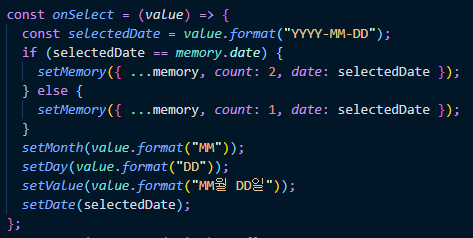 const onSelect = (value) => {
  const selectedDate = value.format("YYYY-MM-DD");
  if (selectedDate == memory.date) {
    setMemory({ ...memory, count: 2, date: selectedDate });
  } else {
    setMemory({ ...memory, count: 1, date: selectedDate });
  }
  setMonth(value.format("MM"));
  setDay(value.format("DD"));
  setValue(value.format("MM월 DD일"));
  setDate(selectedDate);
};